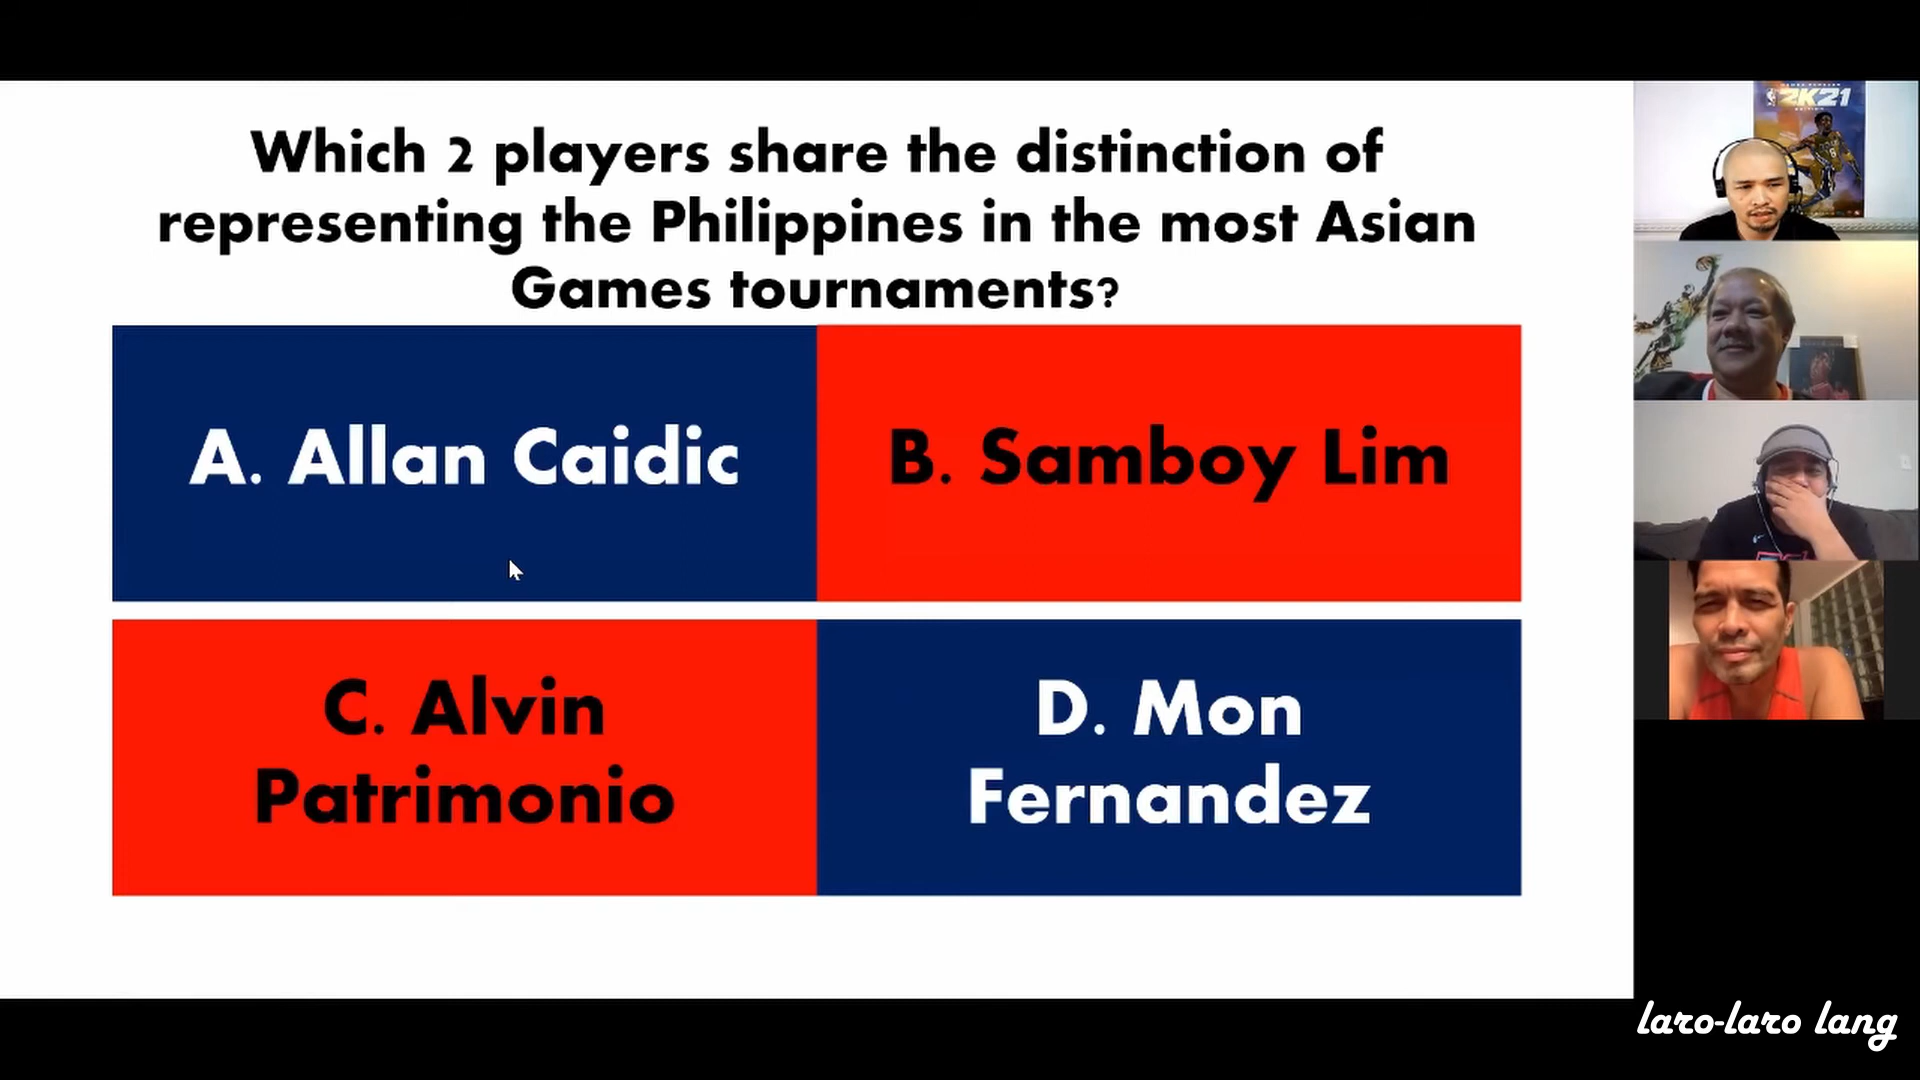 Which 2 players share the distinction of
representing the Philippines in the most Asian
Games tournaments?
A. Allan Caidic
B. Samboy Lim
C. Alvin
Patrimonio
D. Mon
Fernandez
2K21
laro-laro lang